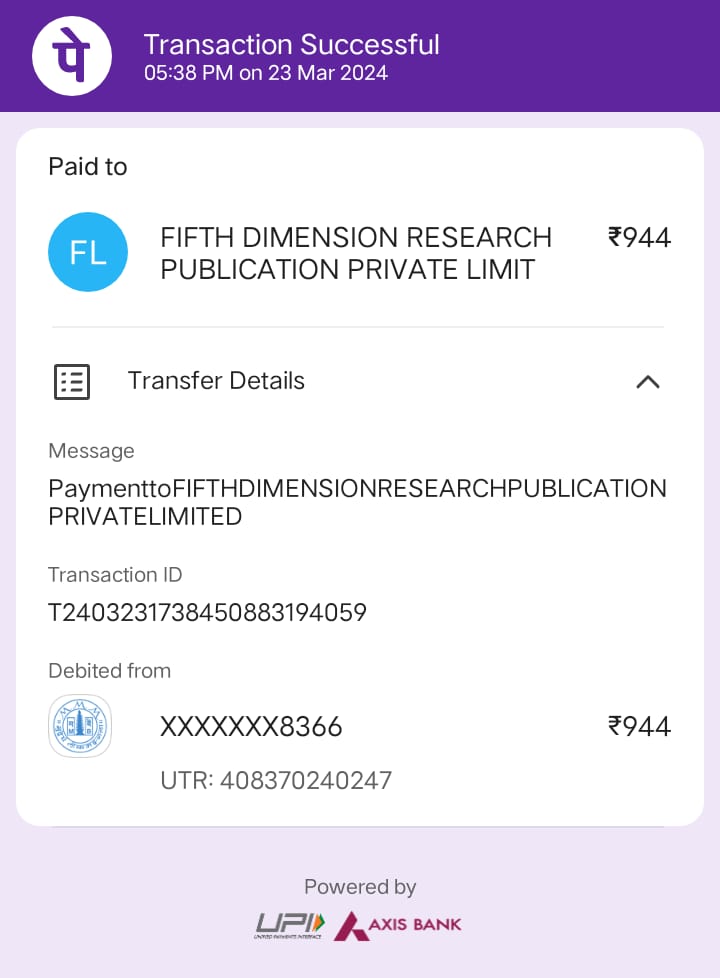 पे
Transaction Successful
05:38 PM on 23 Mar 2024
Paid to
FL
FIFTH DIMENSION RESEARCH
₹944
PUBLICATION PRIVATE LIMIT
Transfer Details
Message
PaymenttoFIFTHDIMENSIONRESEARCHPUBLICATION
PRIVATELIMITED
Transaction ID
T2403231738450883194059
Debited from
XXXXXXX8366
₹944
UTR: 408370240247
Powered by
UPI
UNIFIED PAYMENTS INTERFACE
AXIS BANK